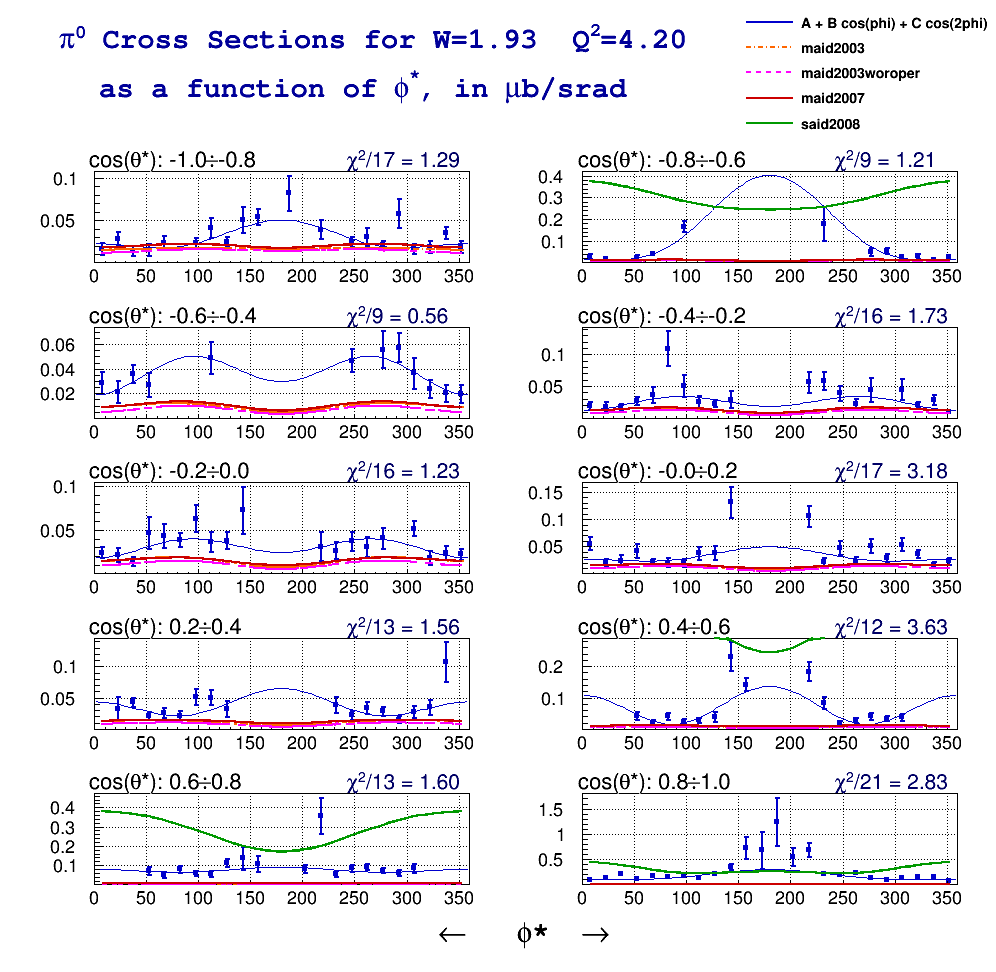 π⁰ Cross Sections for W=1.93 Q²=4.20
as a function of ϕ*, in μb/srad
A + B cos(phi) + C cos(2phi)
maid2003
maid2003woroper
maid2007
said2008
cos(θ*): -1.0÷-0.8 χ²/17 = 1.29
0.1
0.05
0 50 100 150 200 250 300 350
cos(θ*): -0.8÷-0.6 χ²/9 = 1.21
0.4
0.3
0.2
0.1
0 50 100 150 200 250 300 350
cos(θ*): -0.6÷-0.4 χ²/9 = 0.56
0.06
0.04
0.02
0 50 100 150 200 250 300 350
cos(θ*): -0.4÷-0.2 χ²/16 = 1.73
0.1
0.05
0 50 100 150 200 250 300 350
cos(θ*): -0.2÷0.0 χ²/16 = 1.23
0.1
0.05
0 50 100 150 200 250 300 350
cos(θ*): -0.0÷0.2 χ²/17 = 3.18
0.15
0.1
0.05
0 50 100 150 200 250 300 350
cos(θ*): 0.2÷0.4 χ²/13 = 1.56
0.1
0.05
0 50 100 150 200 250 300 350
cos(θ*): 0.4÷0.6 χ²/12 = 3.63
0.2
0.1
0 50 100 150 200 250 300 350
cos(θ*): 0.6÷0.8 χ²/13 = 1.60
0.4
0.3
0.2
0.1
0 50 100 150 200 250 300 350
cos(θ*): 0.8÷1.0 χ²/21 = 2.83
1.5
1
0.5
0 50 100 150 200 250 300 350
← ϕ* →